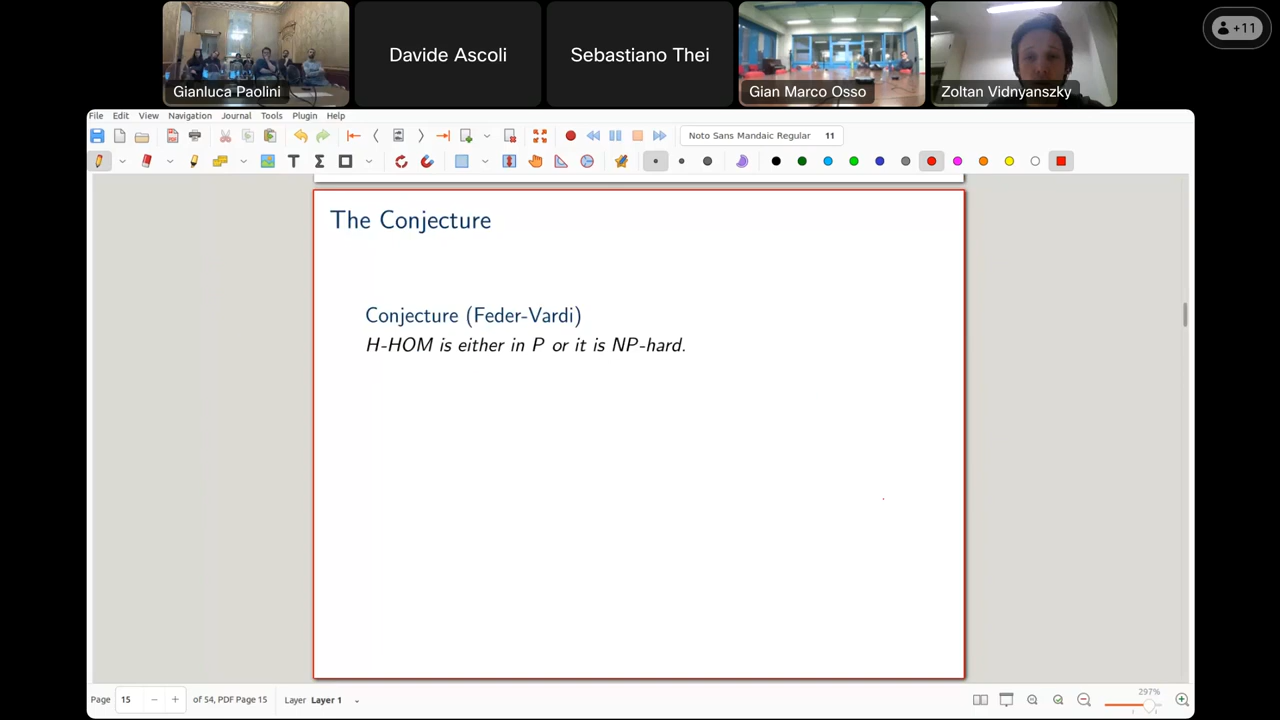 Davide Ascoli
Sebastiano Thei
+11
Gianluca Paolini
Gian Marco Osso
Zoltan Vidnyanszky
File Edit View Navigation Journal Tools Plugin Help
Noto Sans Mandaic Regular 11
The Conjecture
Conjecture (Feder-Vardi)
H-HOM is either in P or it is NP-hard.
Page 15 of 54, PDF Page 15 Layer Layer 1
297%